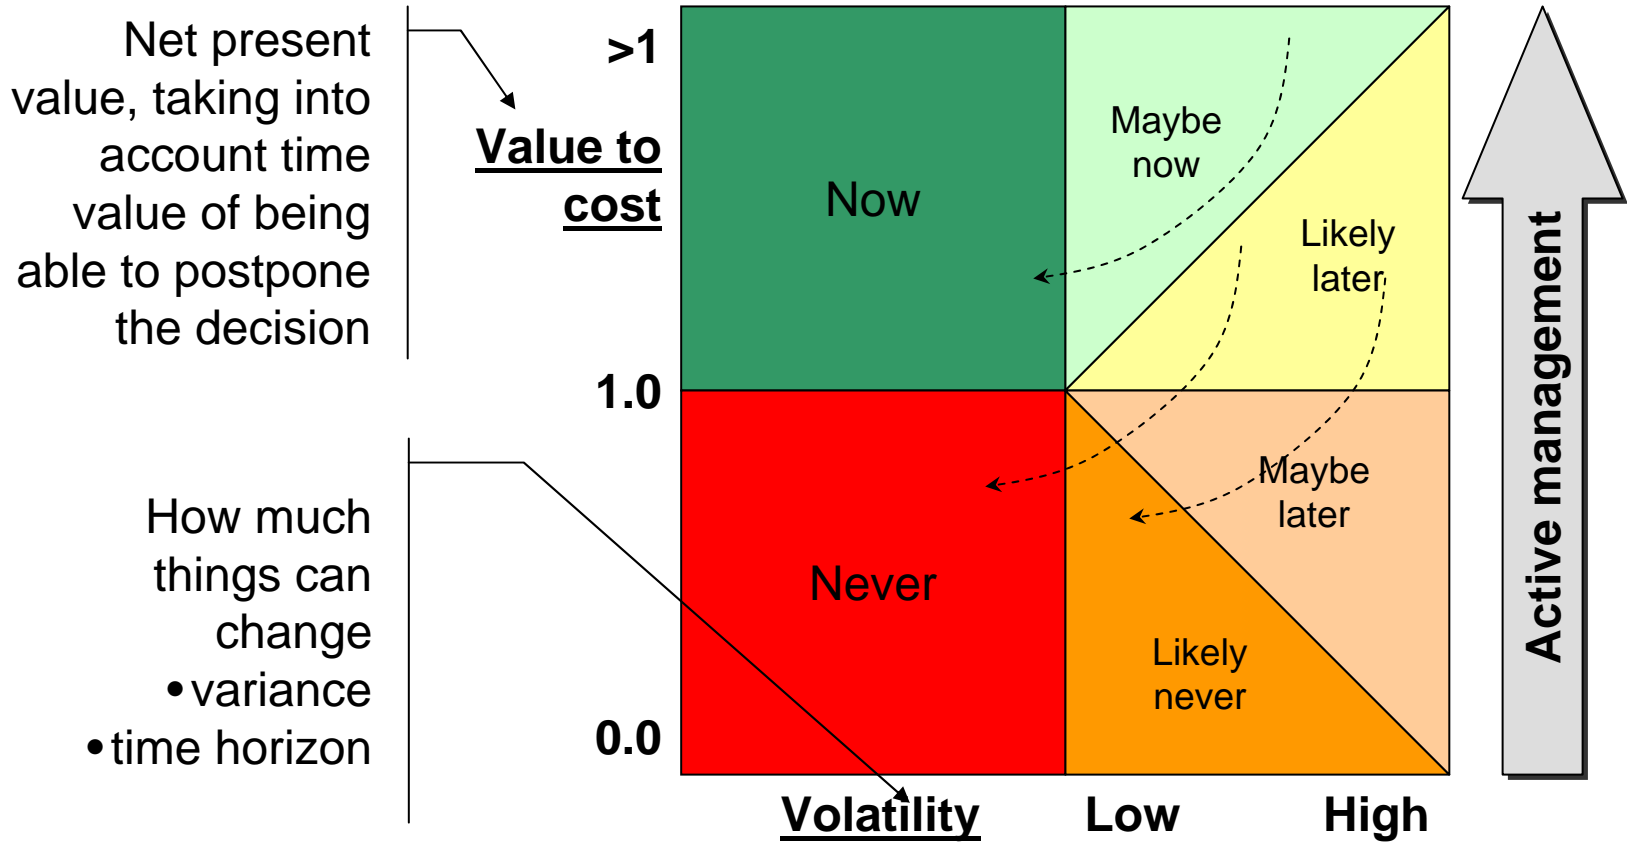 Net present
value, taking into
account time
value of being
able to postpone
the decision
How much
things can
change
•variance
•time horizon
>1
Value to
cost
1.0
0.0
Now
Maybe
now
Likely
later
Never
Maybe
later
Likely
never
Volatility
Low
High
Active management